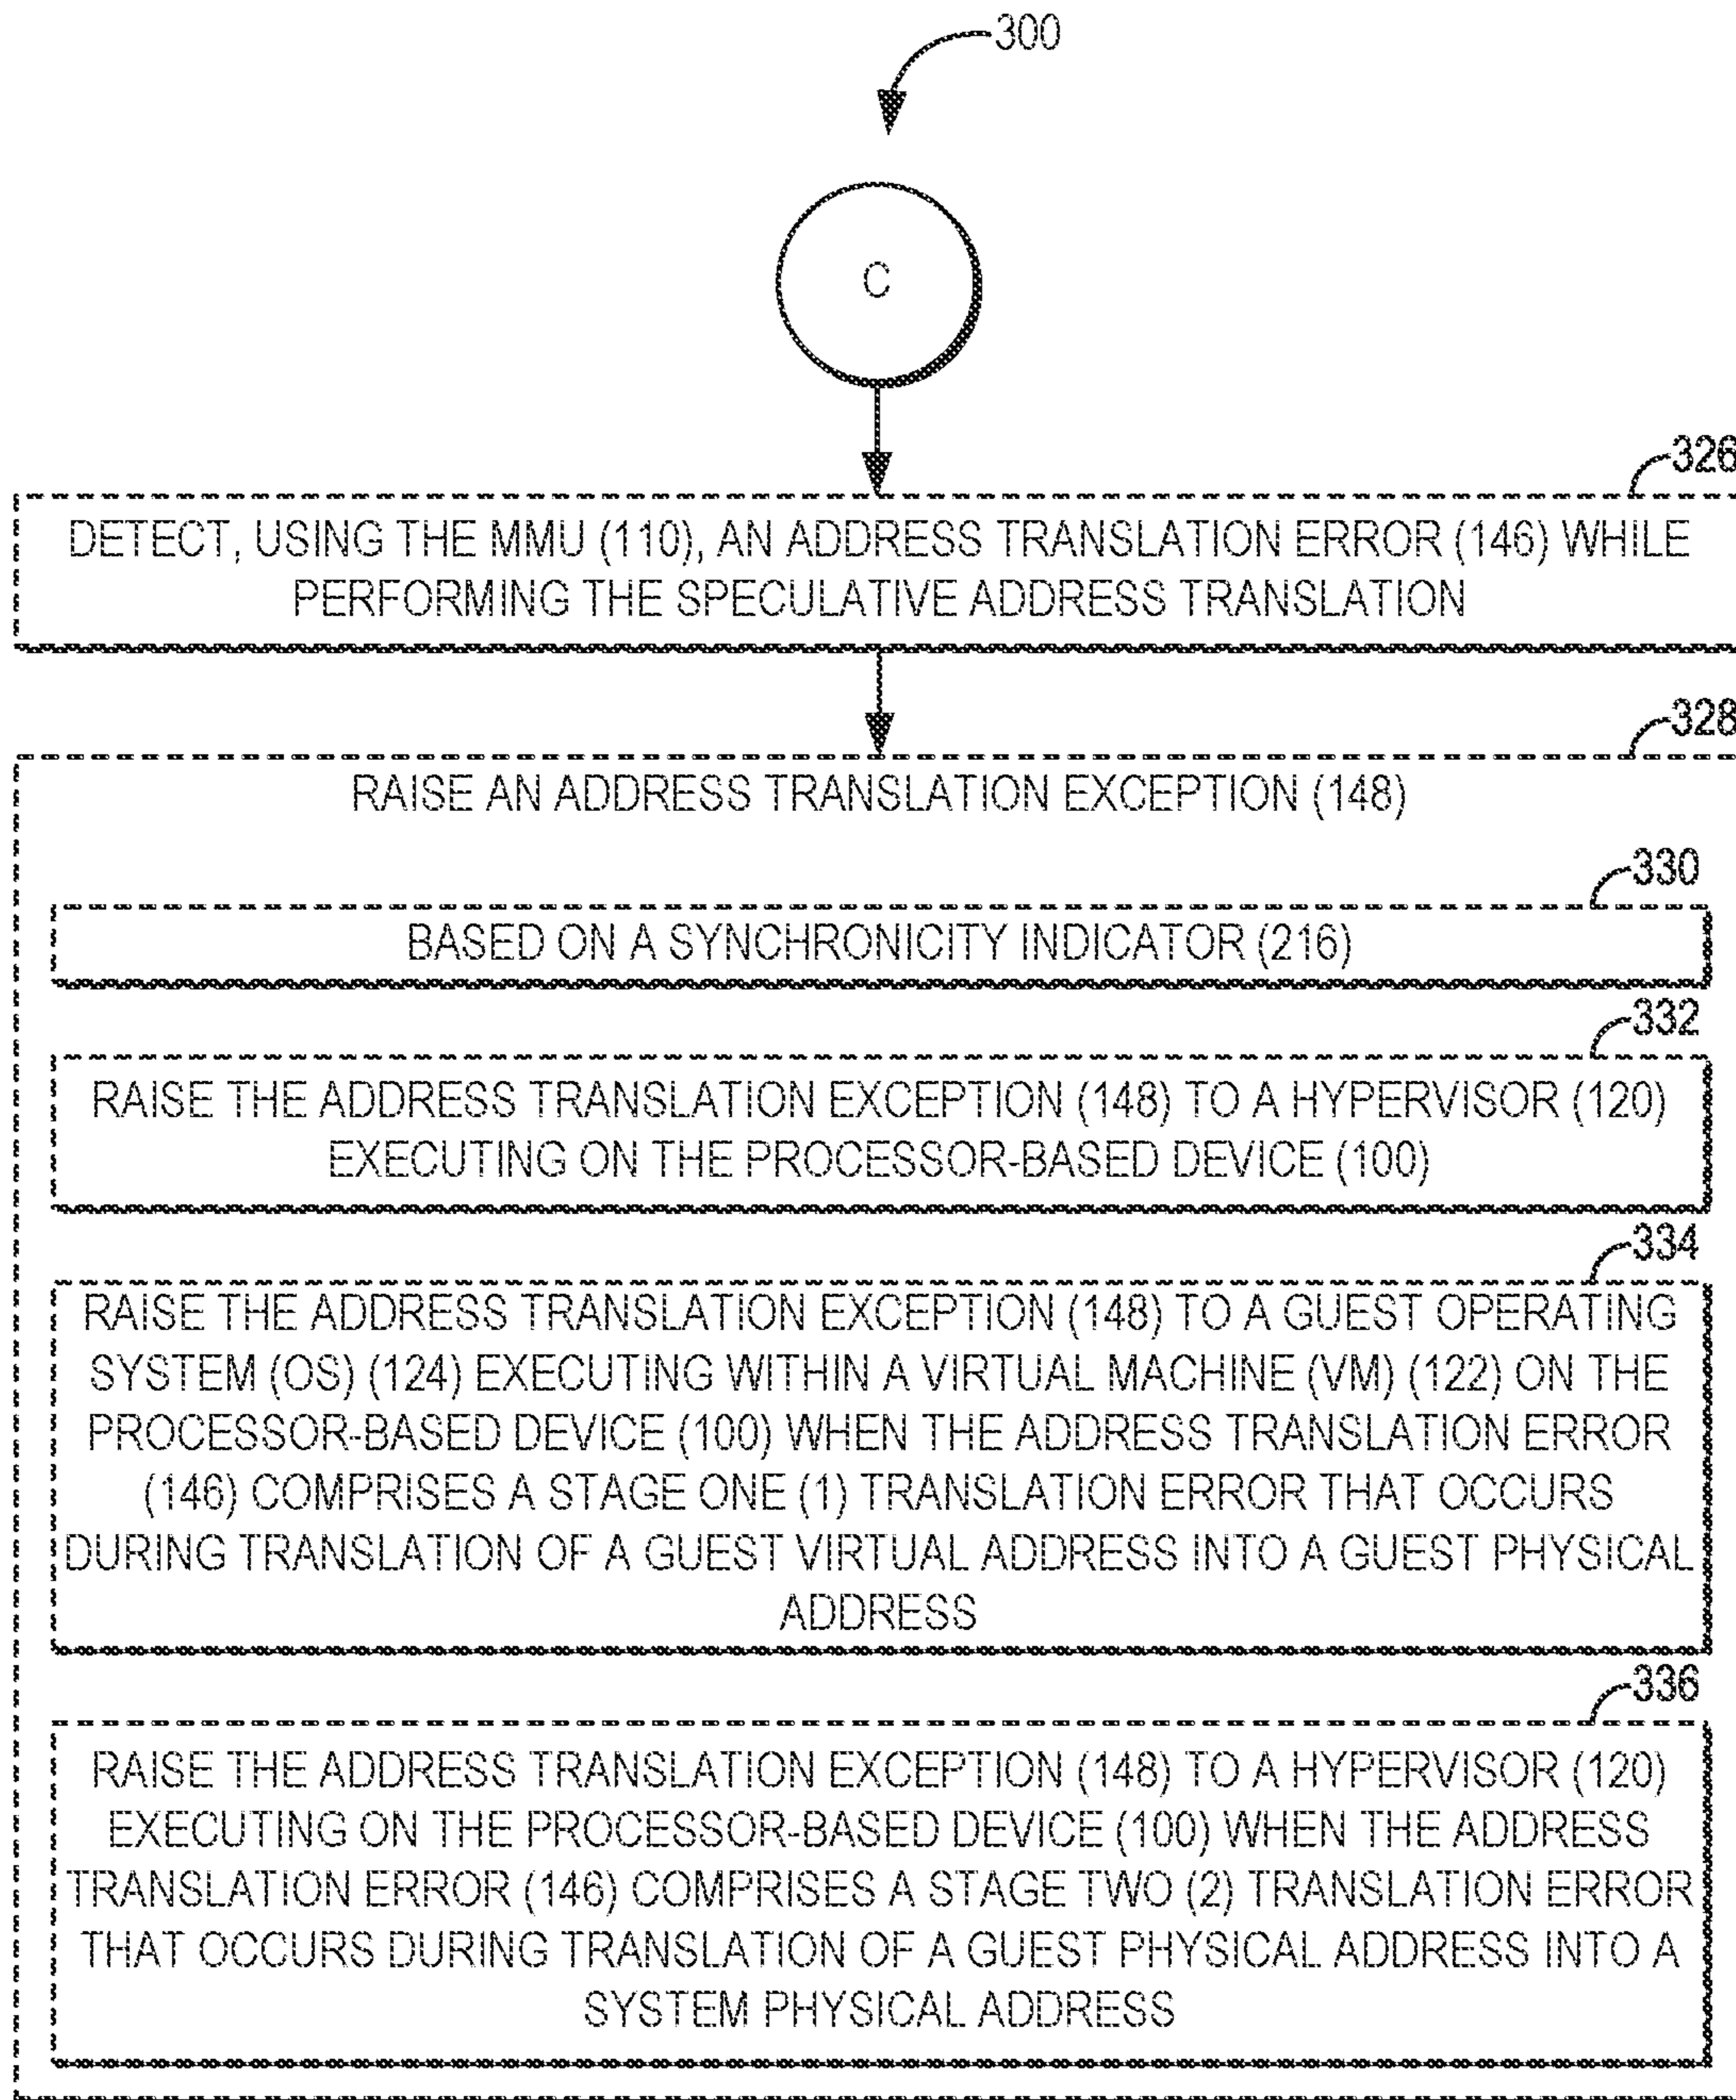 300
C
326
DETECT, USING THE MMU (110), AN ADDRESS TRANSLATION ERROR (146) WHILE
PERFORMING THE SPECULATIVE ADDRESS TRANSLATION
328
RAISE AN ADDRESS TRANSLATION EXCEPTION (148)
330
BASED ON A SYNCHRONICITY INDICATOR (216)
332
RAISE THE ADDRESS TRANSLATION EXCEPTION (148) TO A HYPERVISOR (120)
EXECUTING ON THE PROCESSOR-BASED DEVICE (100)
334
RAISE THE ADDRESS TRANSLATION EXCEPTION (148) TO A GUEST OPERATING
SYSTEM (OS) (124) EXECUTING WITHIN A VIRTUAL MACHINE (VM) (122) ON THE
PROCESSOR-BASED DEVICE (100) WHEN THE ADDRESS TRANSLATION ERROR
(146) COMPRISES A STAGE ONE (1) TRANSLATION ERROR THAT OCCURS
DURING TRANSLATION OF A GUEST VIRTUAL ADDRESS INTO A GUEST PHYSICAL
ADDRESS
336
RAISE THE ADDRESS TRANSLATION EXCEPTION (148) TO A HYPERVISOR (120)
EXECUTING ON THE PROCESSOR-BASED DEVICE (100) WHEN THE ADDRESS
TRANSLATION ERROR (146) COMPRISES A STAGE TWO (2) TRANSLATION ERROR
THAT OCCURS DURING TRANSLATION OF A GUEST PHYSICAL ADDRESS INTO A
SYSTEM PHYSICAL ADDRESS